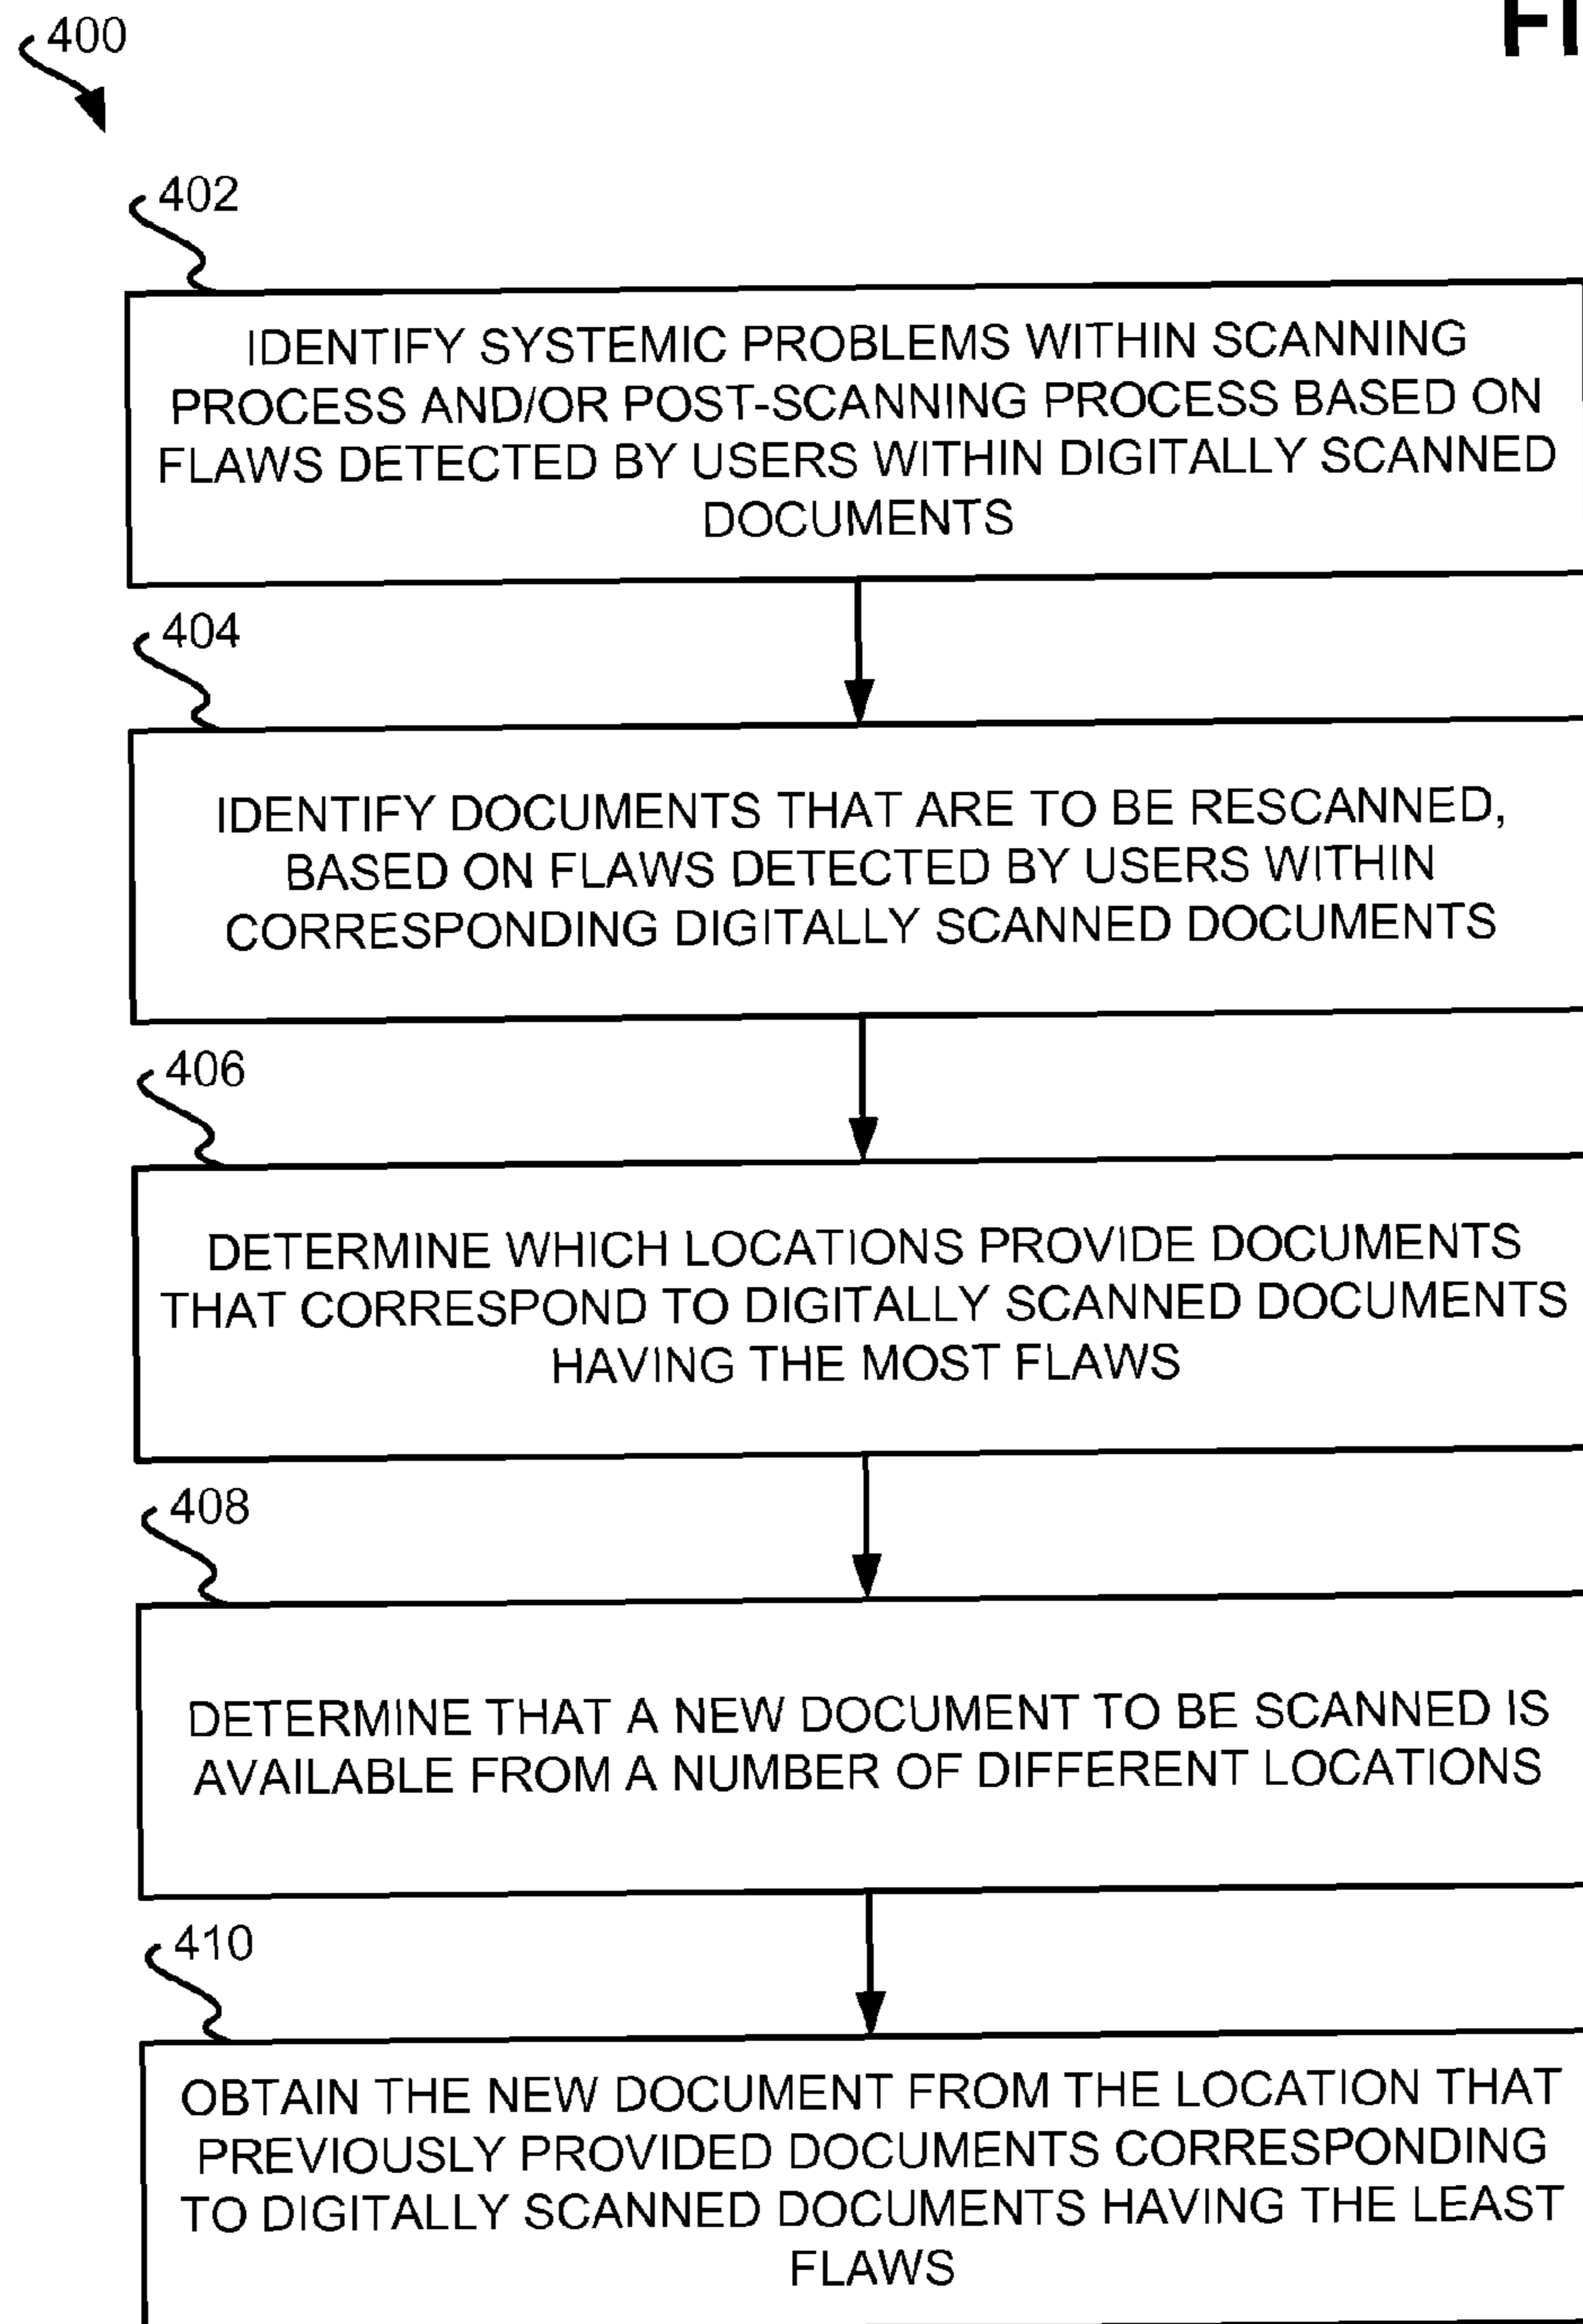 FI
400
402
IDENTIFY SYSTEMIC PROBLEMS WITHIN SCANNING
PROCESS AND/OR POST-SCANNING PROCESS BASED ON
FLAWS DETECTED BY USERS WITHIN DIGITALLY SCANNED
DOCUMENTS
404
IDENTIFY DOCUMENTS THAT ARE TO BE RESCANNED,
BASED ON FLAWS DETECTED BY USERS WITHIN
CORRESPONDING DIGITALLY SCANNED DOCUMENTS
406
DETERMINE WHICH LOCATIONS PROVIDE DOCUMENTS
THAT CORRESPOND TO DIGITALLY SCANNED DOCUMENTS
HAVING THE MOST FLAWS
408
DETERMINE THAT A NEW DOCUMENT TO BE SCANNED IS
AVAILABLE FROM A NUMBER OF DIFFERENT LOCATIONS
410
OBTAIN THE NEW DOCUMENT FROM THE LOCATION THAT
PREVIOUSLY PROVIDED DOCUMENTS CORRESPONDING
TO DIGITALLY SCANNED DOCUMENTS HAVING THE LEAST
FLAWS